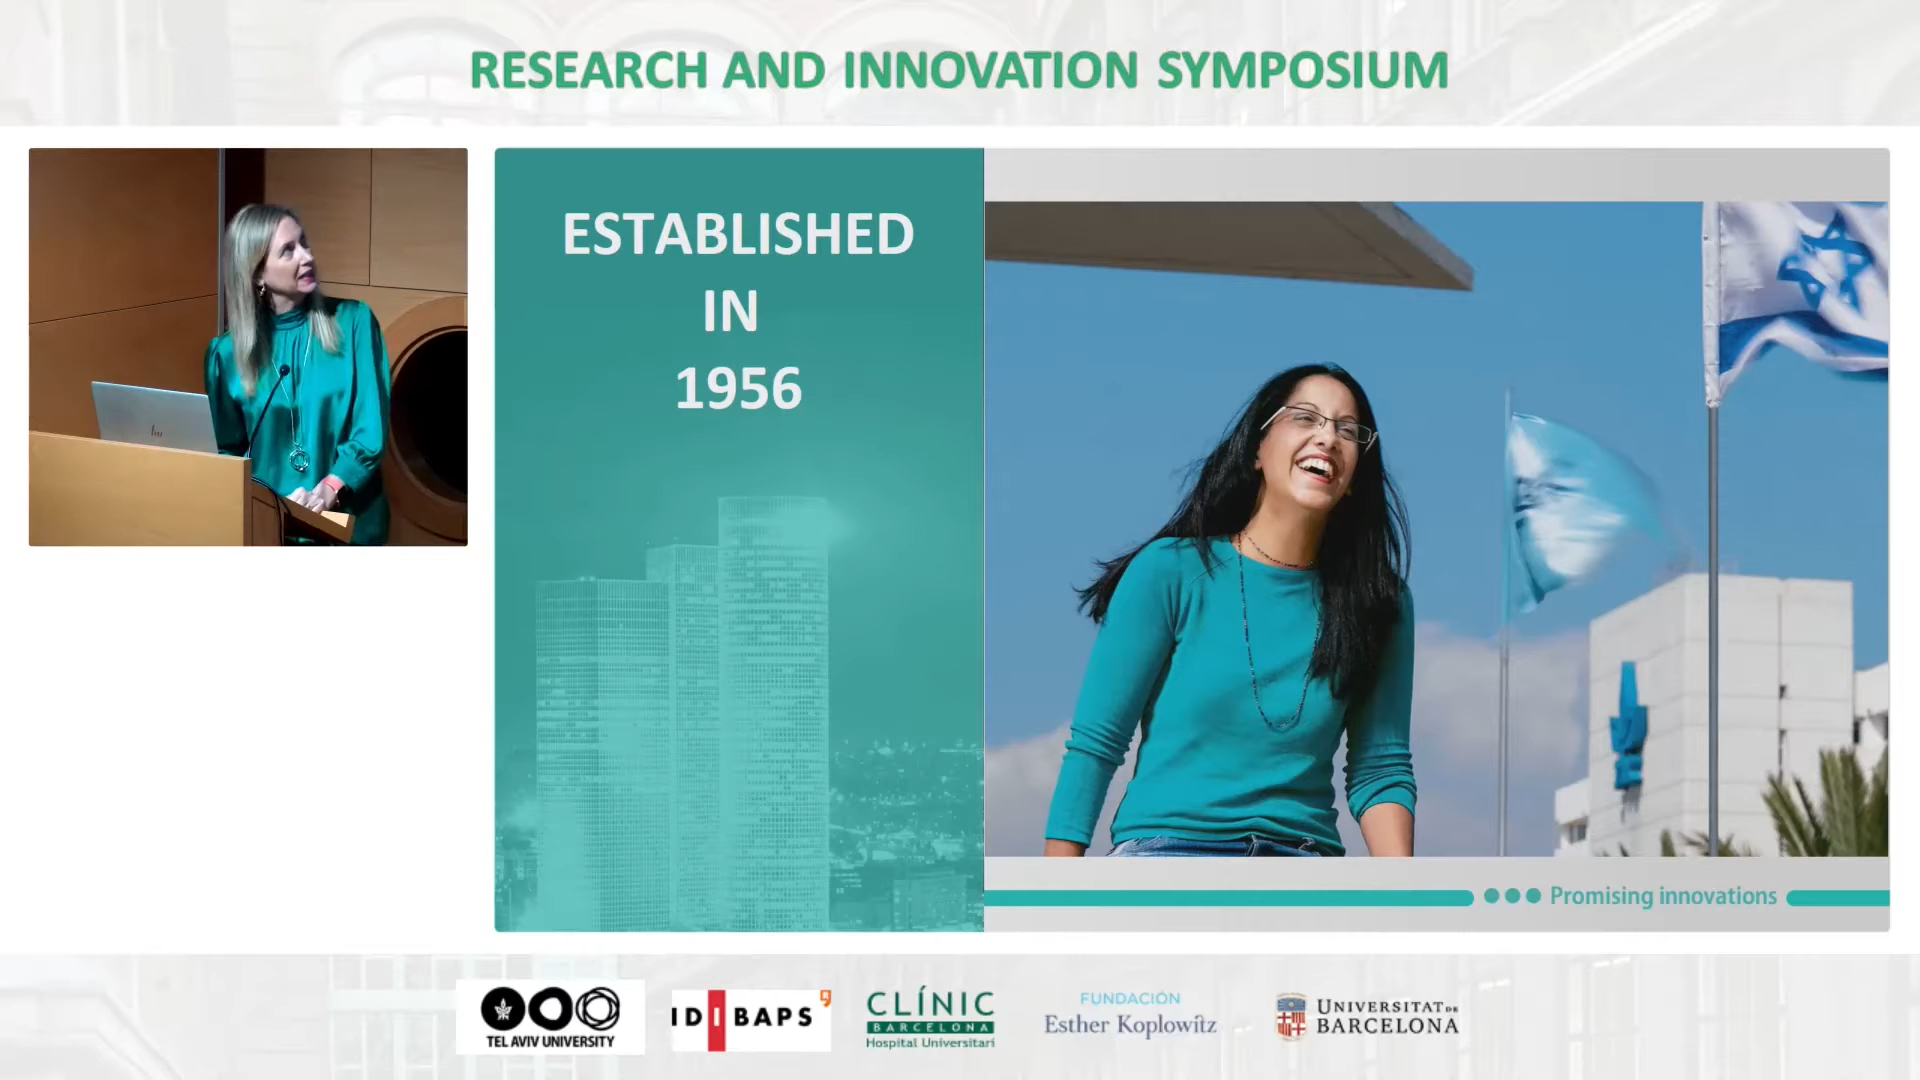 RESEARCH AND INNOVATION SYMPOSIUM
ESTABLISHED
IN
1956
hp
Promising innovations
TEL AVIV UNIVERSITY
IDIBAPS
CLÍNIC
BARCELONA
Hospital Universitari
FUNDACIÓN
Esther Koplowitz
UNIVERSITAT DE
BARCELONA